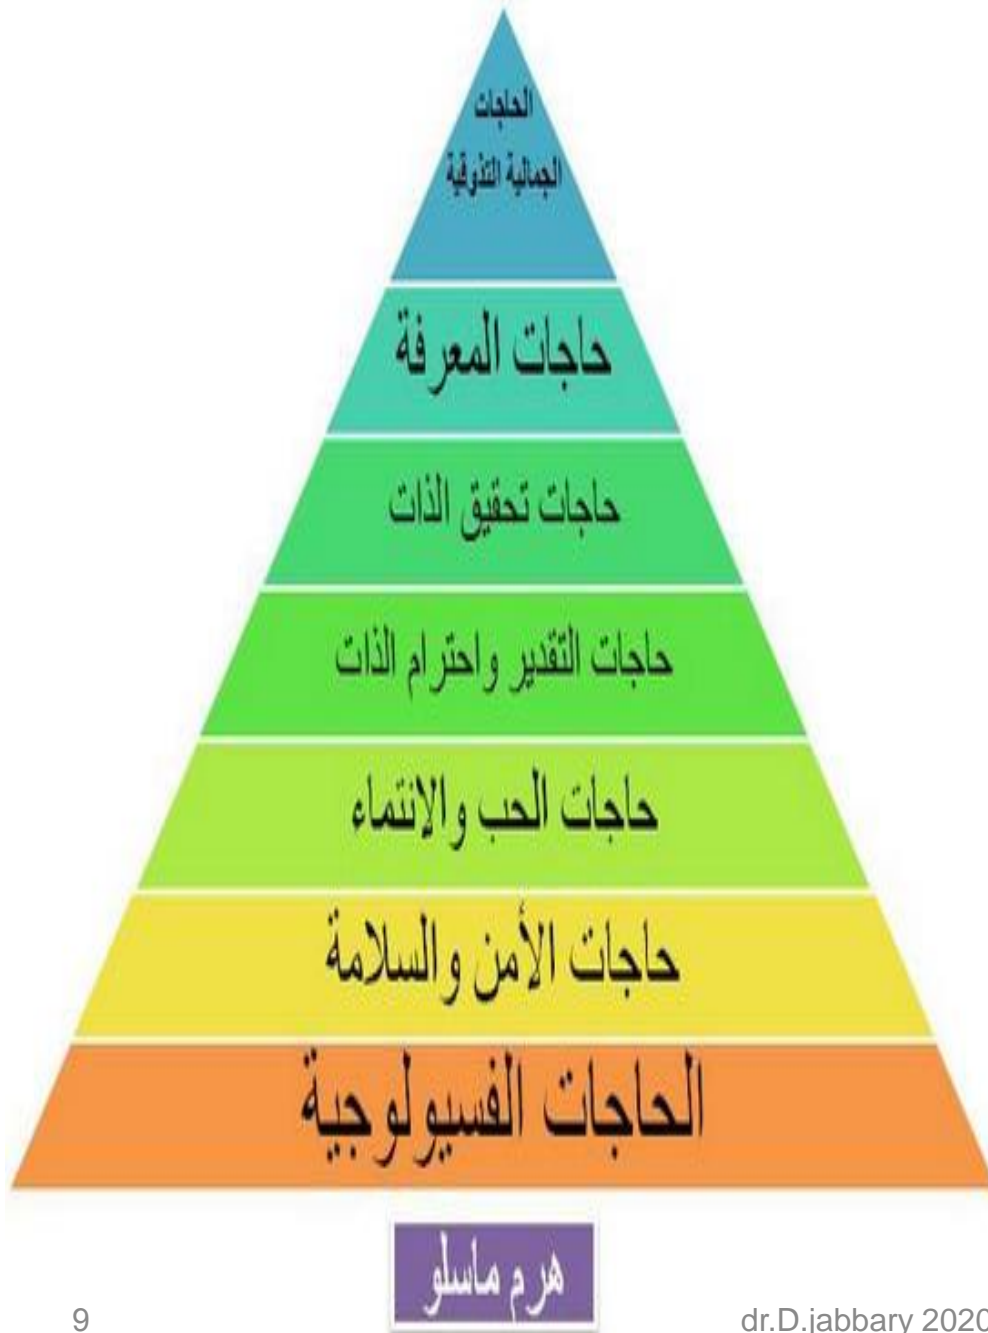 الحاجات
الجمالية التذوقية
حاجات المعرفة
حاجات تحقيق الذات
حاجات التقدير واحترام الذات
حاجات الحب والانتماء
حاجات الأمن والسلامة
الحاجات الفسيولوجية
هرم ماسلو
9
dr.D.jabbary 2020